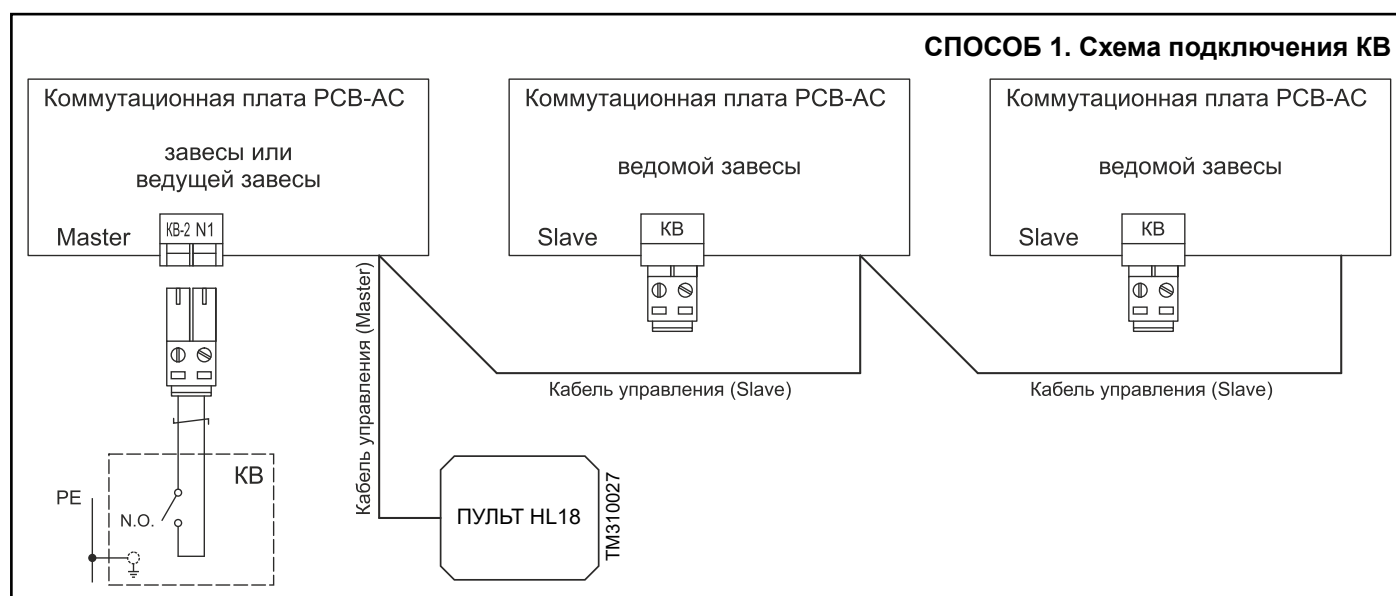 СПОСОБ 1. Схема подключения КВ
Коммутационная плата PCB-AC
завесы или
ведущей завесы
Master
КВ-2 N1
Коммутационная плата PCB-AC
ведомой завесы
Slave
КВ
Коммутационная плата PCB-AC
ведомой завесы
Slave
КВ
Кабель управления (Master)
Кабель управления (Slave)
Кабель управления (Slave)
КВ
PE
N.O.
ПУЛЬТ HL18
TM310027